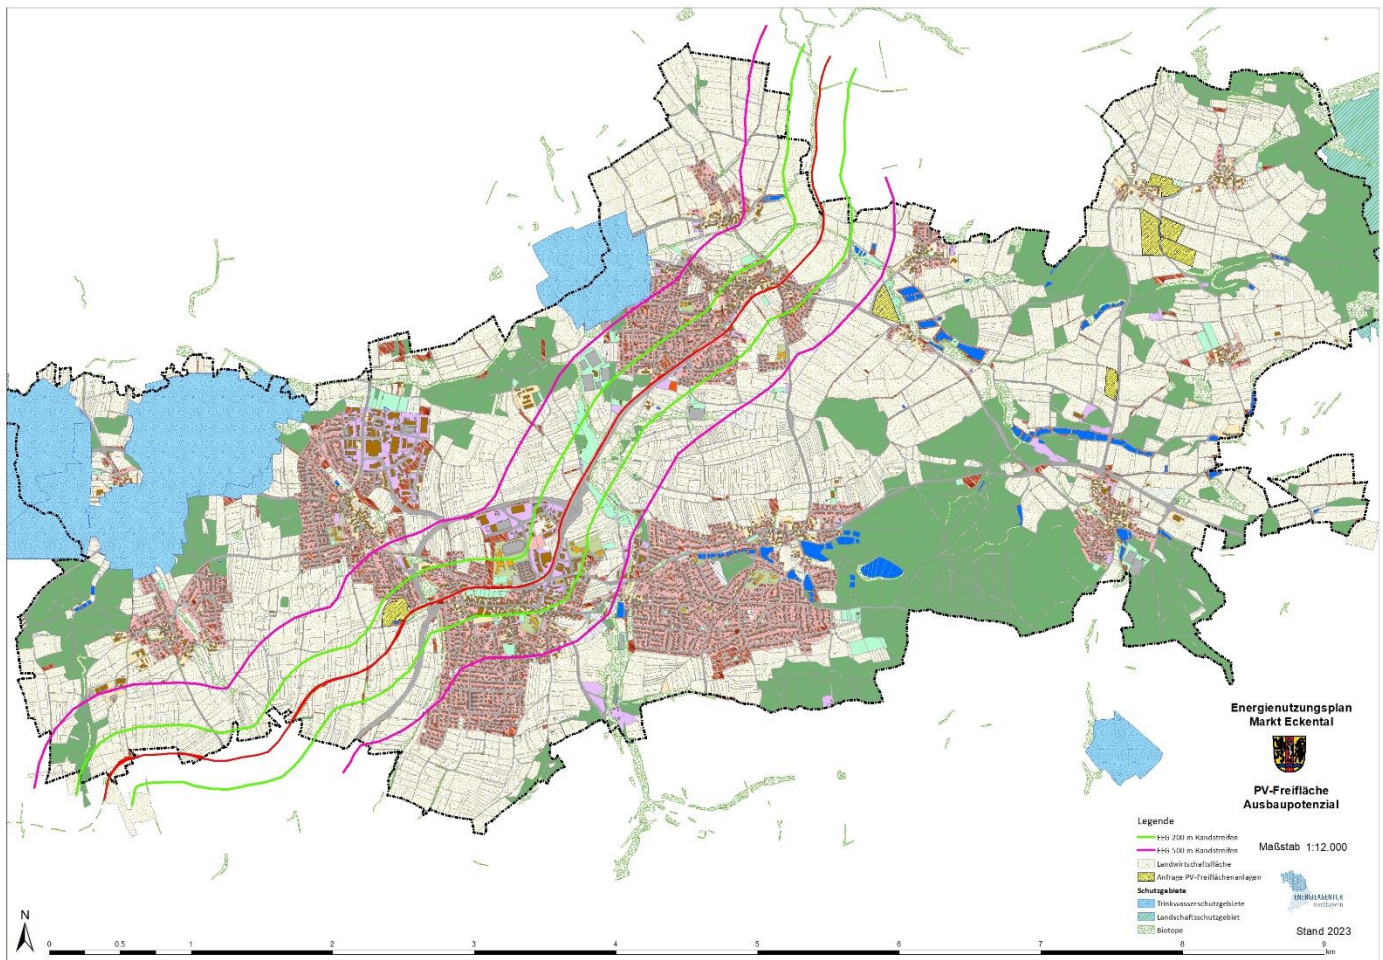 Energienutzungsplan
Markt Eckental
PV-Freifläche
Ausbaupotenzial
Legende
EEG 200 m Randstreifen
EEG 500 m Randstreifen
Maßstab 1:12.000
Landwirtschaftsfläche
Anfrage PV-Freiflächenanlagen
Schutzgebiete
Trinkwasserschutzgebiete
Landschaftsschutzgebiet
Biotope
ENERGIEAGENTUR
nordbayern
Stand 2023
N
0 0,5 1 2 3 4 5 6 7 8 9
km